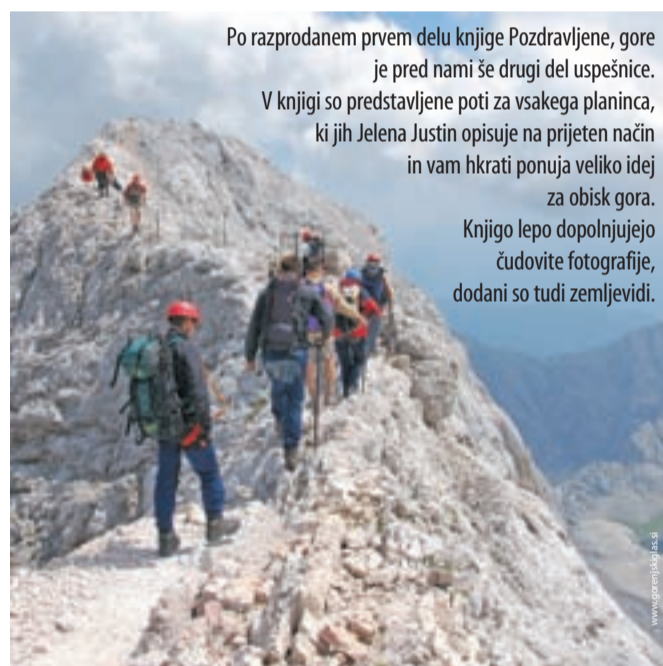 Po razprodanem prvem delu knjige Pozdravljene, gore
je pred nami še drugi del uspešnice.
V knjigi so predstavljene poti za vsakega planinca,
ki jih Jelena Justin opisuje na prijeten način
in vam hkrati ponuja veliko idej
za obisk gora.
Knjigo lepo dopolnjujejo
čudovite fotografije,
dodani so tudi zemljevidi.
www.gorenjskiglas.si